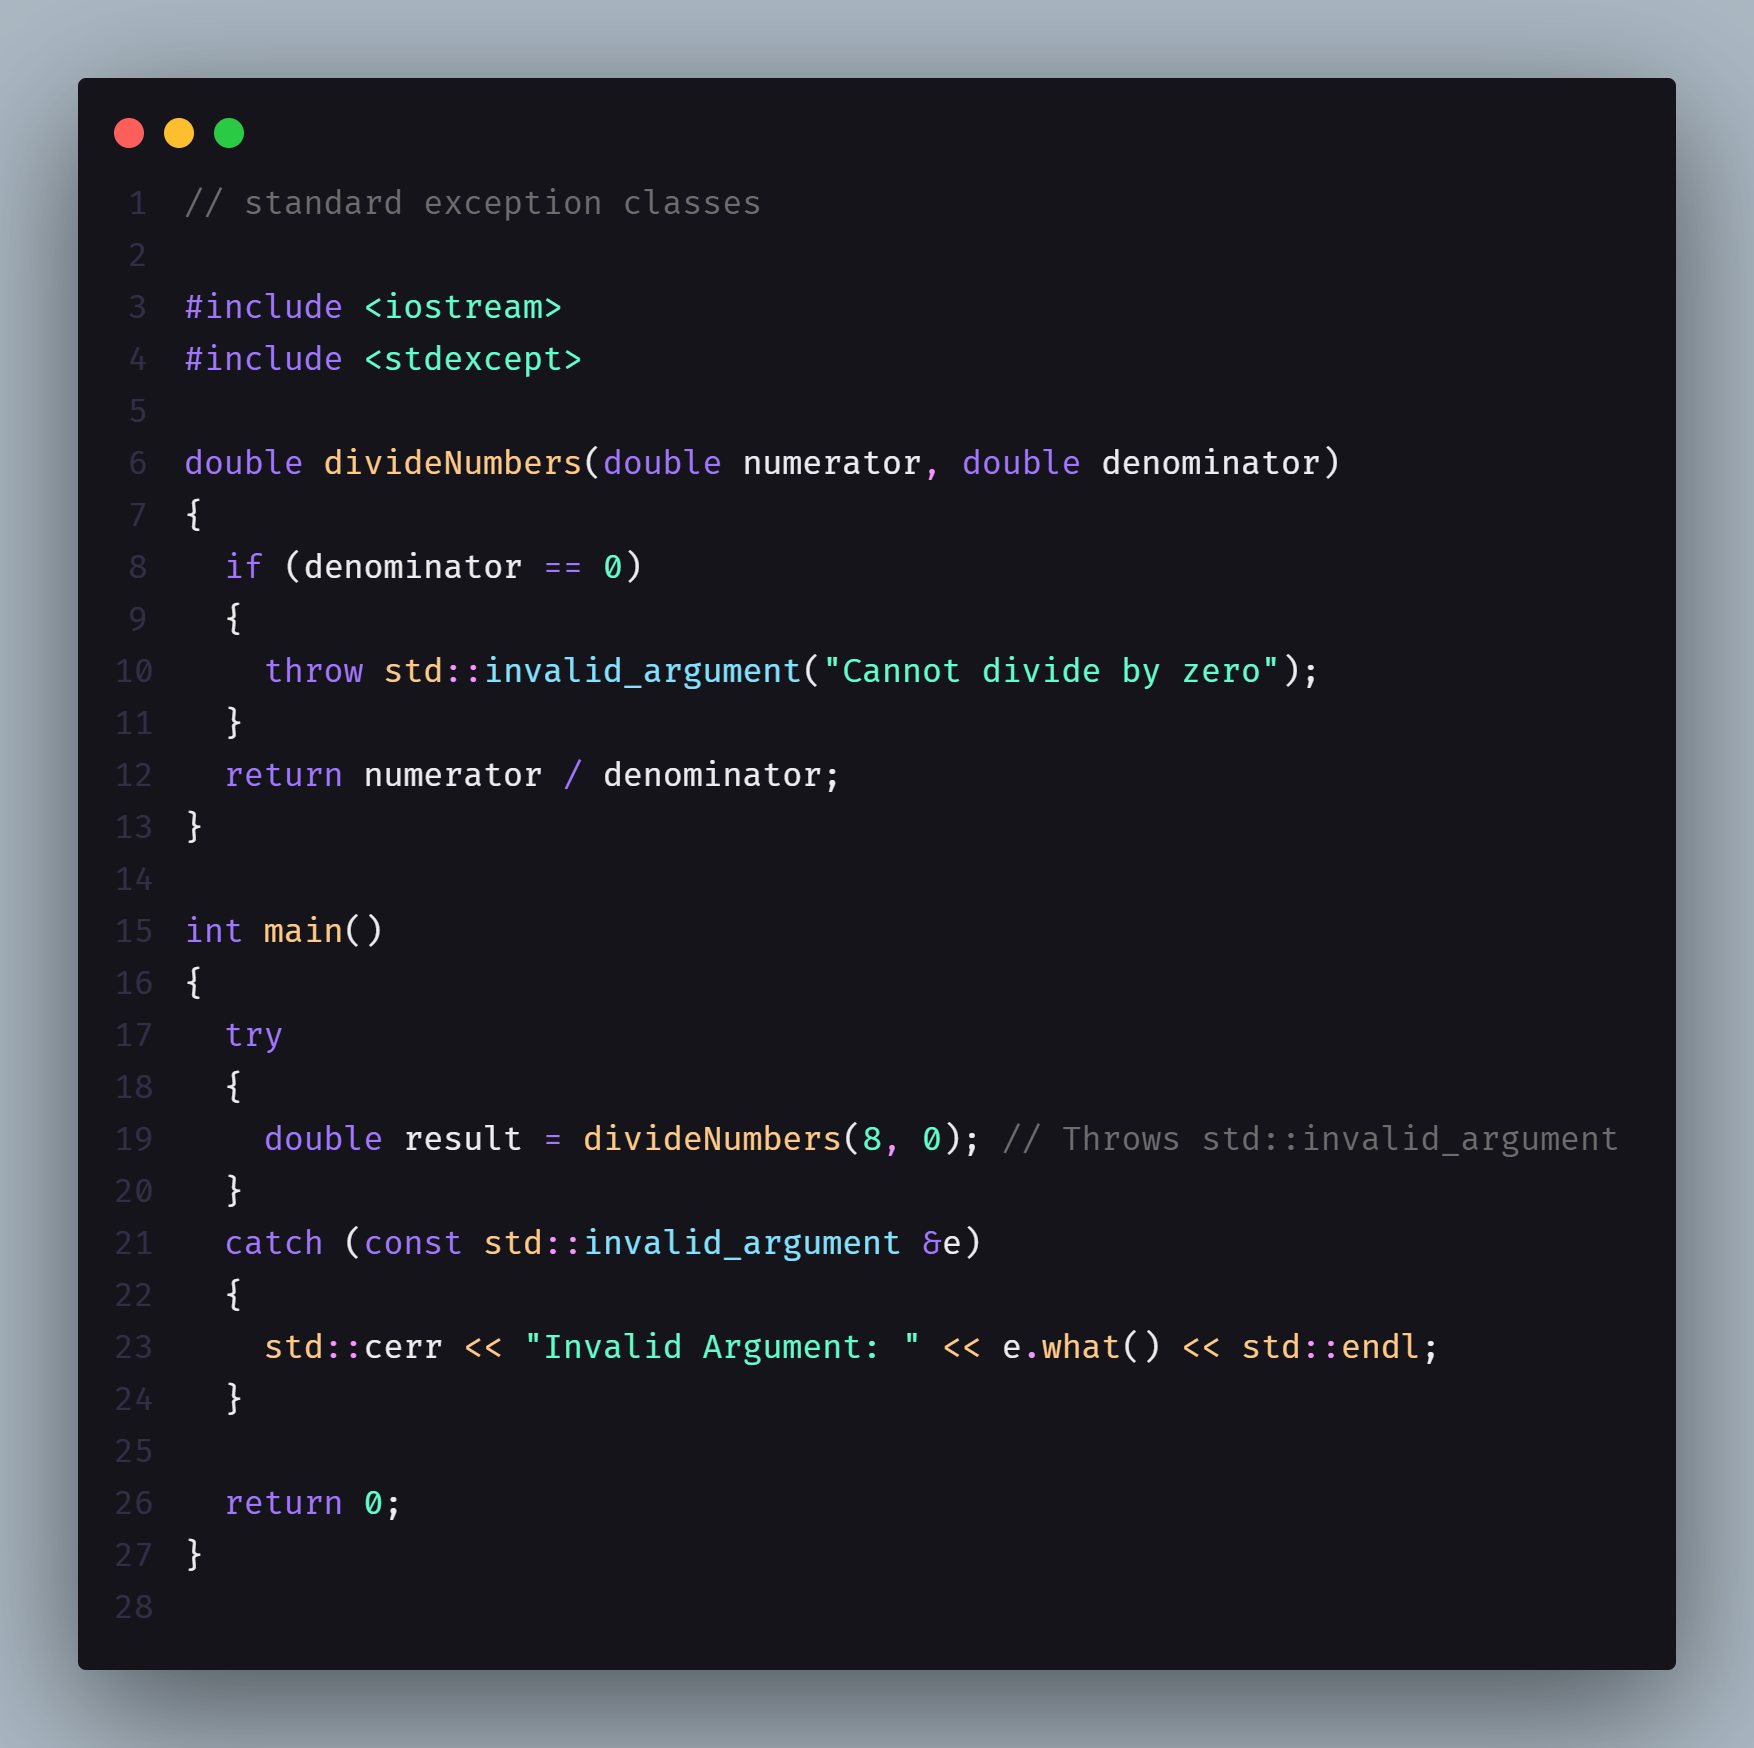 1 // standard exception classes
2
3 #include <iostream>
4 #include <stdexcept>
5
6 double divideNumbers(double numerator, double denominator)
7 {
8   if (denominator == 0)
9   {
10     throw std::invalid_argument("Cannot divide by zero");
11   }
12   return numerator / denominator;
13 }
14
15 int main()
16 {
17   try
18   {
19     double result = divideNumbers(8, 0); // Throws std::invalid_argument
20   }
21   catch (const std::invalid_argument &e)
22   {
23     std::cerr << "Invalid Argument: " << e.what() << std::endl;
24   }
25
26   return 0;
27 }
28